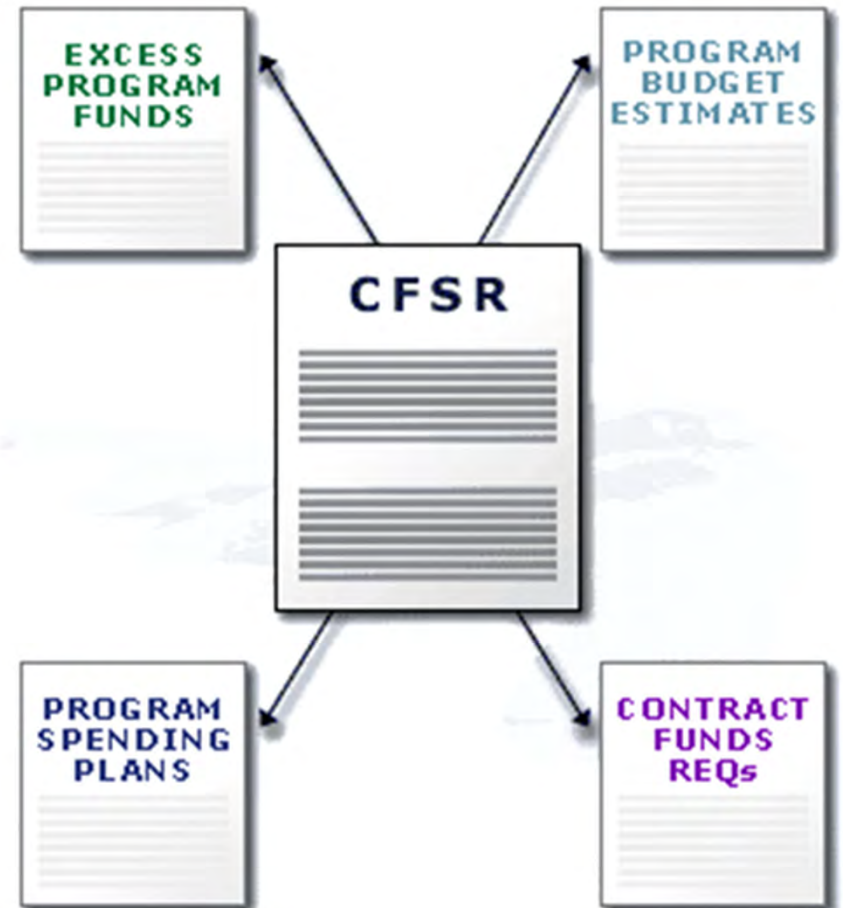 EXCESS
PROGRAM
FUNDS
PROGRAM
BUDGET
ESTIMATES
CFSR
PROGRAM
SPENDING
PLANS
CONTRACT
FUNDS
REQs